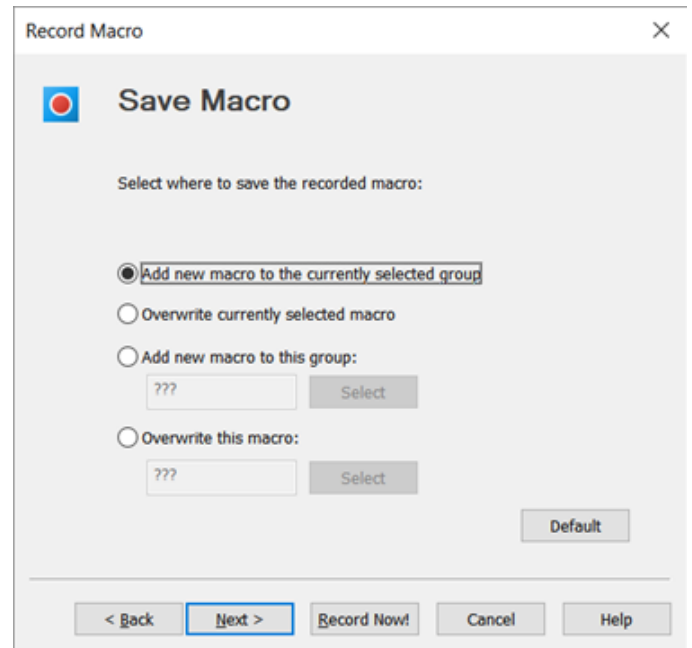 Record Macro
Save Macro
Select where to save the recorded macro:
Add new macro to the currently selected group
Overwrite currently selected macro
Add new macro to this group:
??? Select
Overwrite this macro:
??? Select
Default
< Back Next > Record Now! Cancel Help